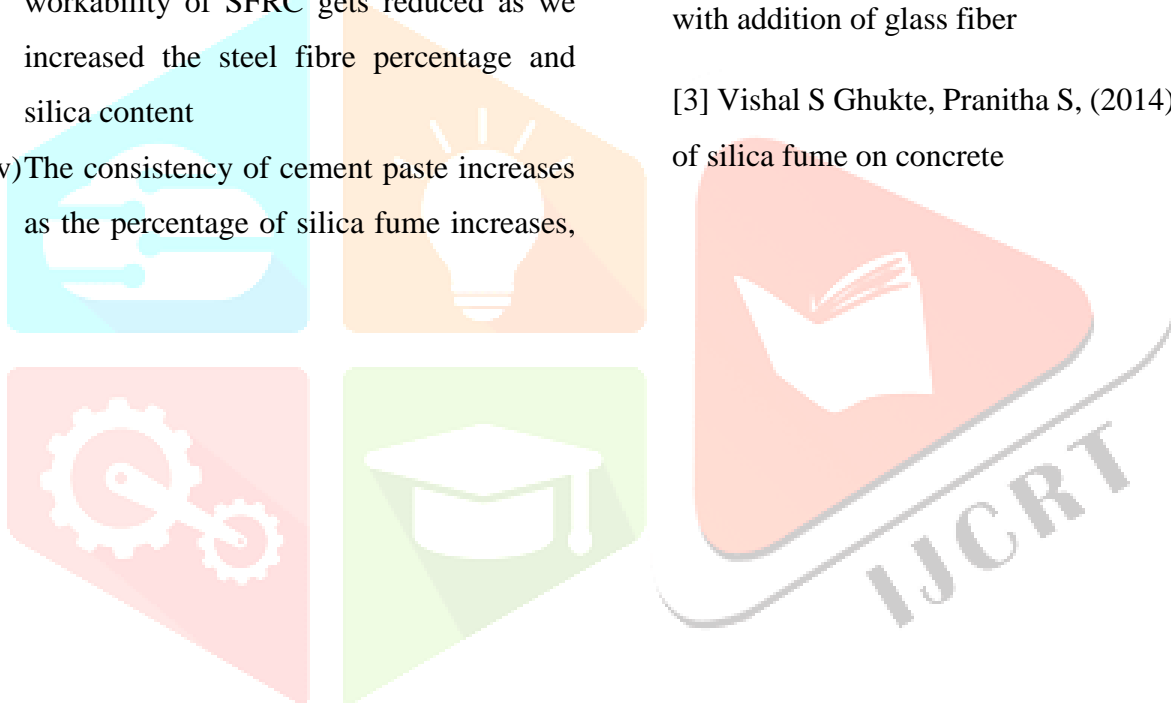 workability of SFRC gets reduced as we
increased the steel fibre percentage and
silica content
v)The consistency of cement paste increases
as the percentage of silica fume increases,
with addition of glass fiber
[3] Vishal S Ghukte, Pranitha S, (2014)
of silica fume on concrete
IJCRT